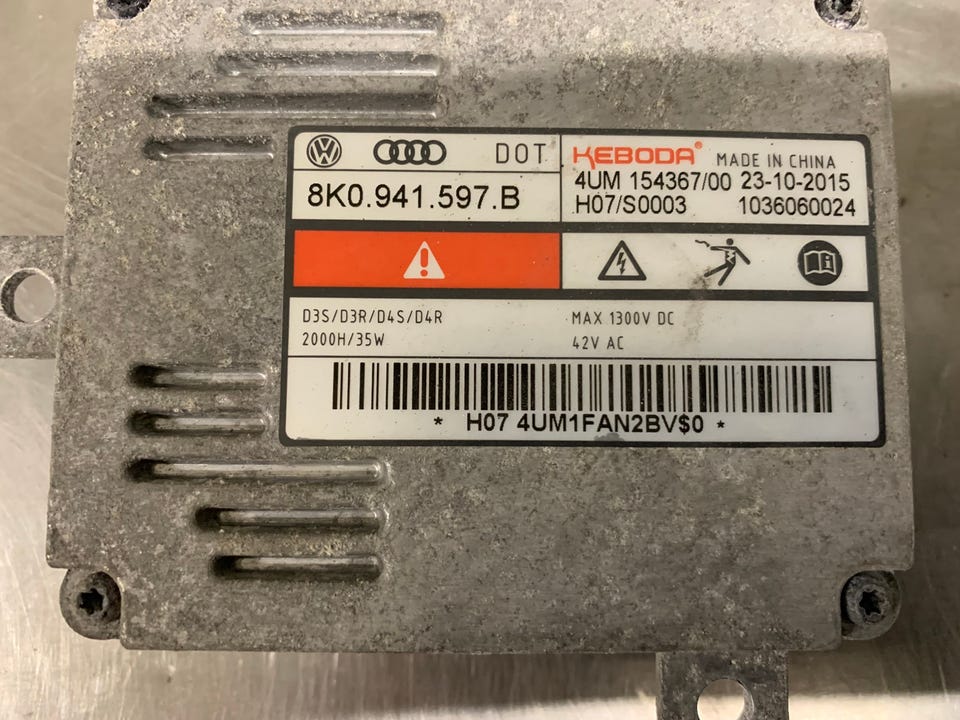 DOT
8K0.941.597.B
KEBODA® MADE IN CHINA
4UM 154367/00 23-10-2015
H07/S0003 1036060024
D3S/D3R/D4S/D4R
2000H/35W
MAX 1300V DC
42V AC
* H07 4UM1FAN2BV$0 *